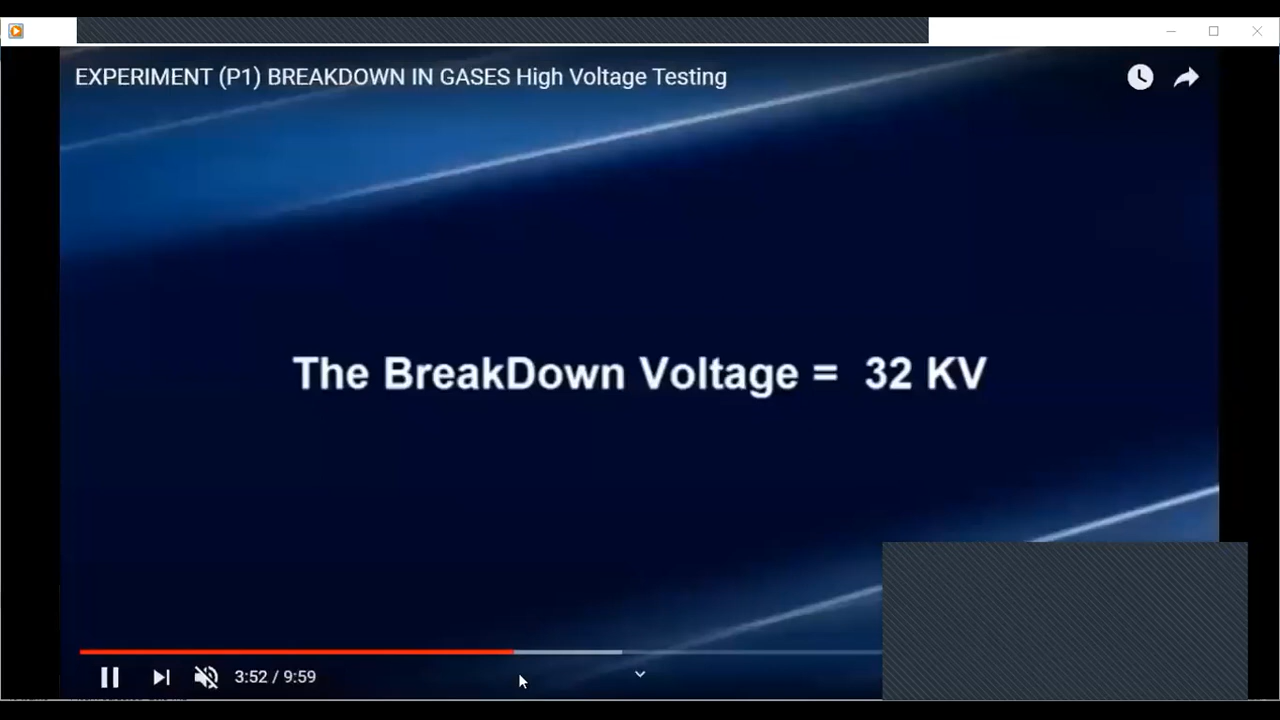 EXPERIMENT (P1) BREAKDOWN IN GASES High Voltage Testing
The BreakDown Voltage = 32 KV
3:52 / 9:59